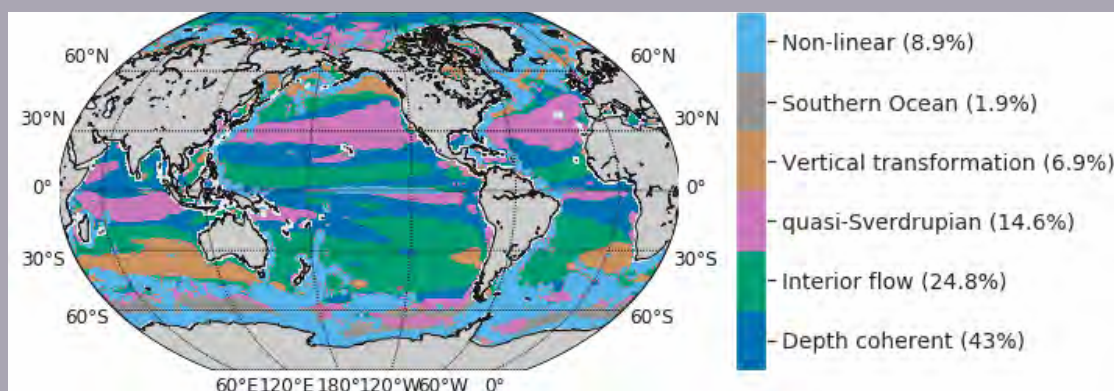 60°N
60°N
30°N
30°N
0°
0°
30°S
30°S
60°S
60°S
60°E120°E 180°120°W60°W 0°
Non-linear (8.9%)
Southern Ocean (1.9%)
Vertical transformation (6.9%)
quasi-Sverdrupian (14.6%)
Interior flow (24.8%)
Depth coherent (43%)